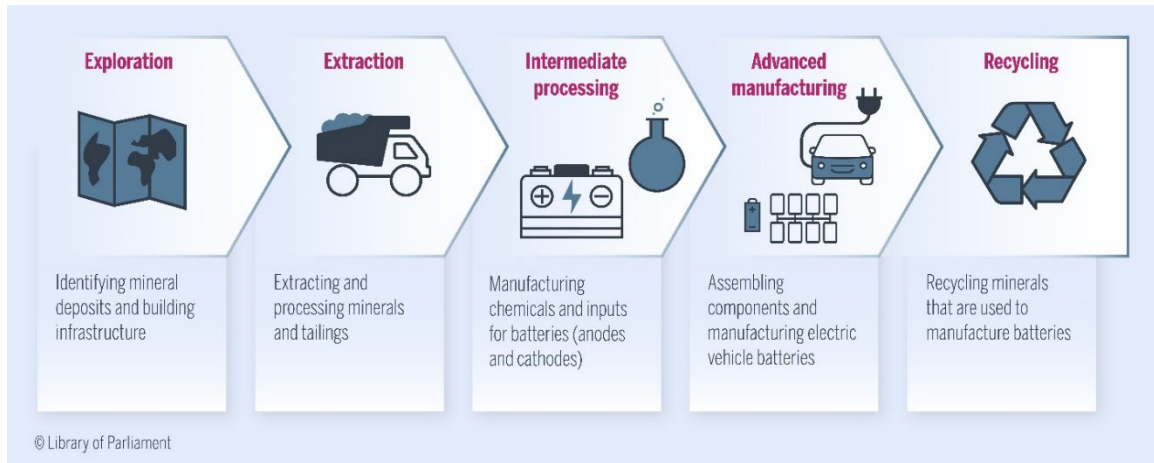 Exploration
Identifying mineral
deposits and building
infrastructure
Extraction
Extracting and
processing minerals
and tailings
Intermediate
processing
Manufacturing
chemicals and inputs
for batteries (anodes
and cathodes)
Advanced
manufacturing
Assembling
components and
manufacturing electric
vehicle batteries
Recycling
Recycling minerals
that are used to
manufacture batteries
© Library of Parliament